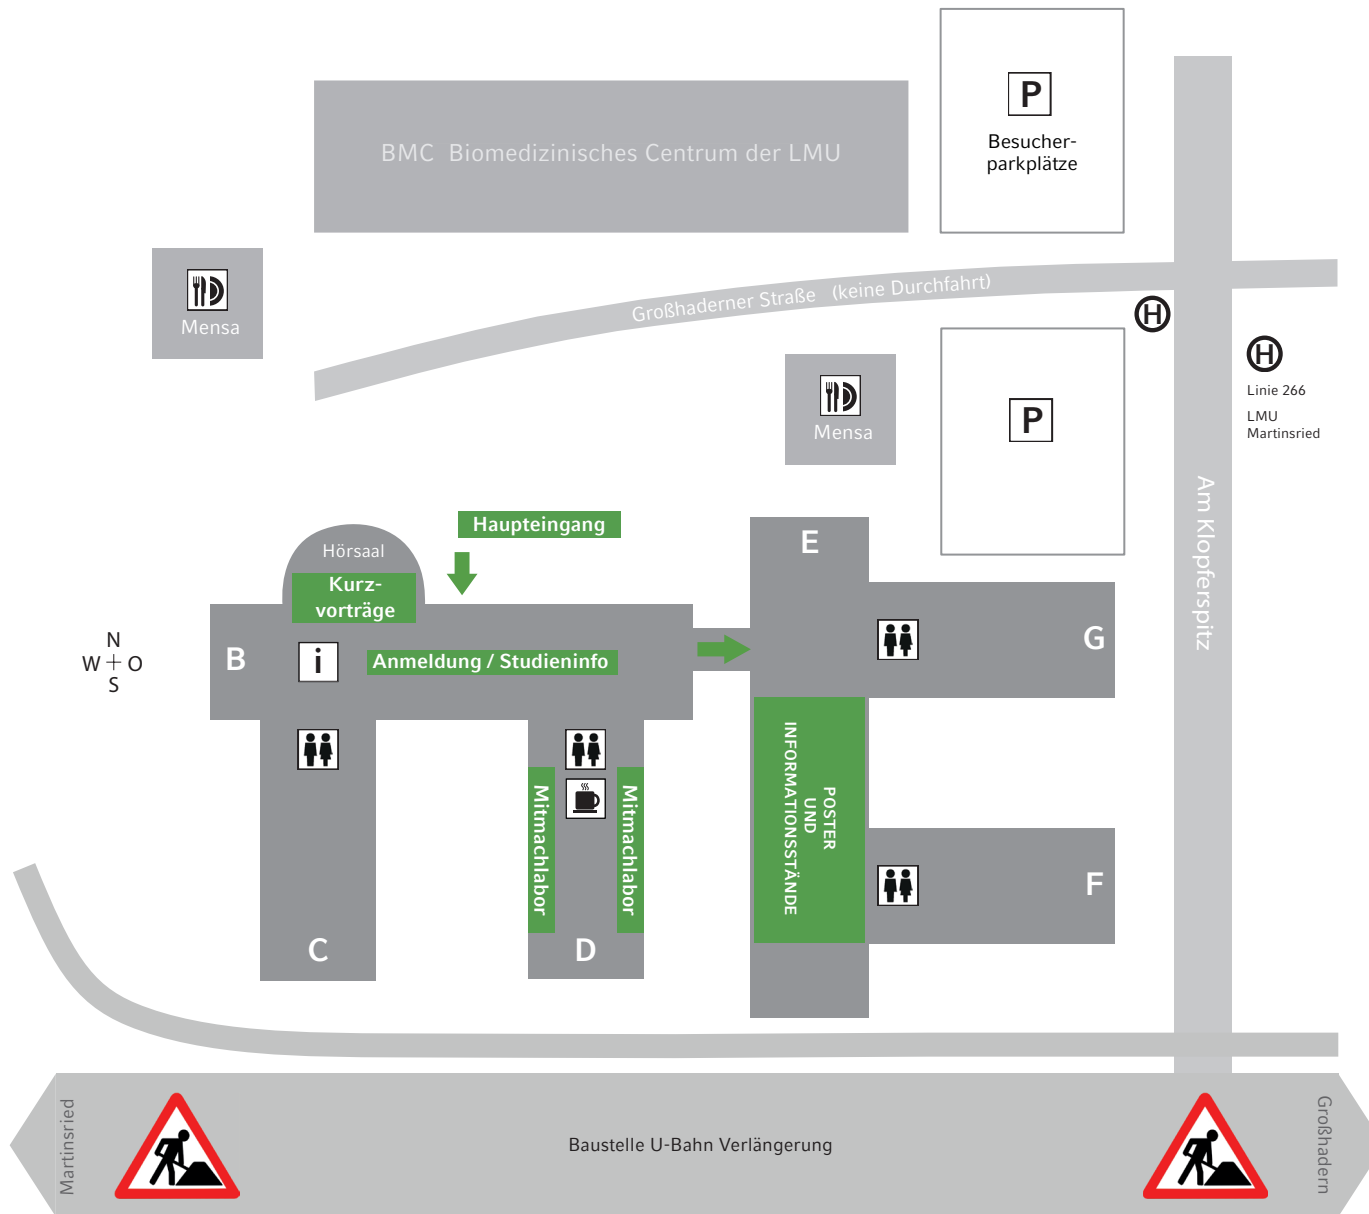 P
Besucher-
parkplätze
BMC Biomedizinisches Centrum der LMU
Mensa
Großhaderner Straße (keine Durchfahrt)
H
H
Linie 266
LMU
Martinsried
Mensa
P
Am Klopferspitz
Haupteingang
Hörsaal
Kurz-
vorträge
E
N
W O
S
B
i
Anmeldung / Studieninfo
G
Mitmachlabor
Mitmachlabor
POSTER
UND
INFORMATIONSSTÄNDE
F
C
D
Martinsried
Baustelle U-Bahn Verlängerung
Großhadern